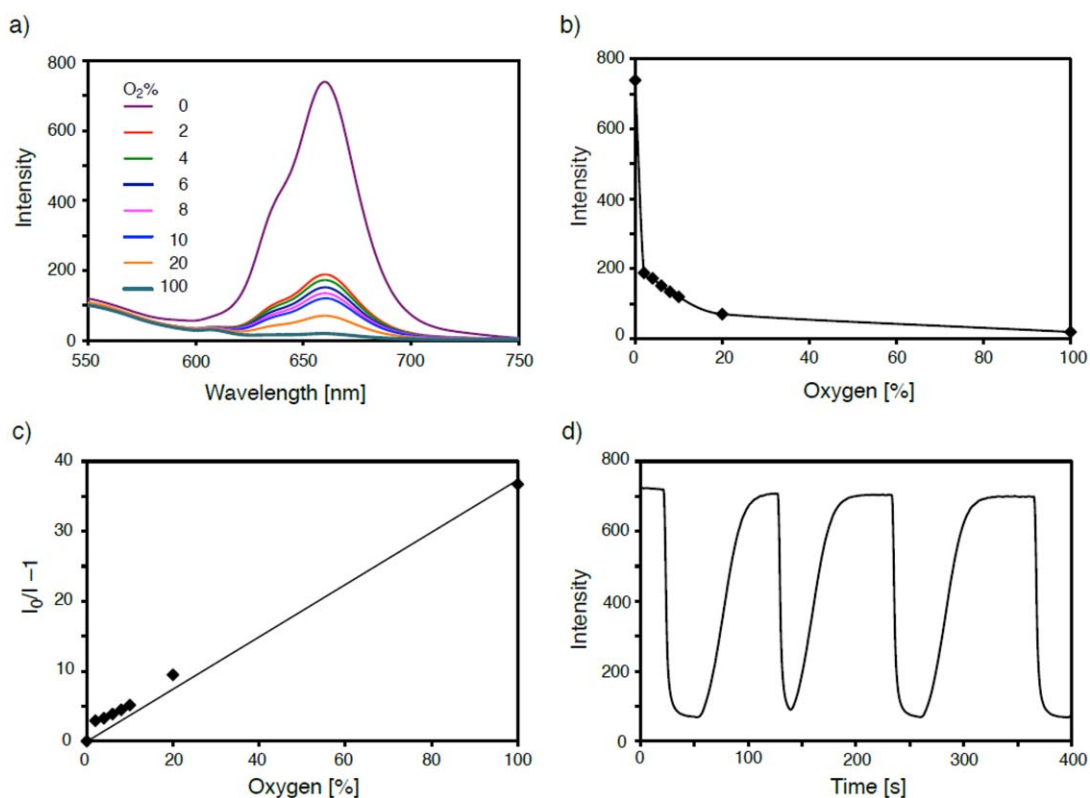 a)
800
600
400
200
0
Intensity
O2%
0
2
4
6
8
10
20
100
550 600 650 700 750
Wavelength [nm]
b)
800
600
400
200
0
Intensity
0 20 40 60 80 100
Oxygen [%]
c)
40
30
20
10
0
I0/I –1
0 20 40 60 80 100
Oxygen [%]
d)
800
600
400
200
0
Intensity
0 100 200 300 400
Time [s]